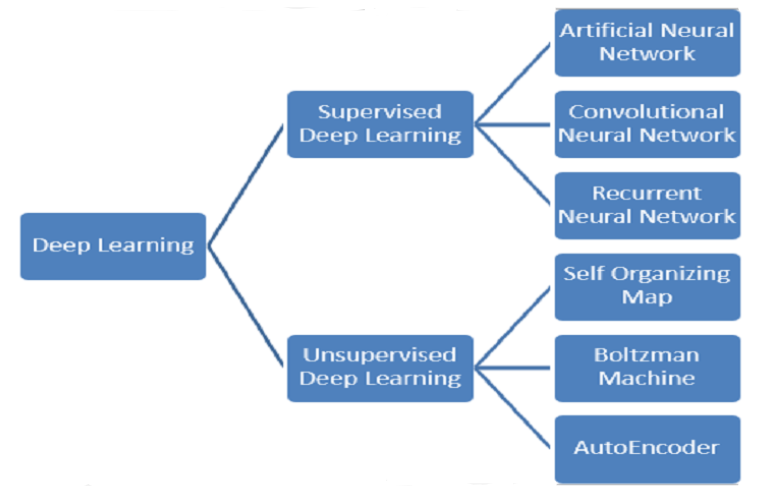 Deep Learning
Supervised
Deep Learning
Artificial Neural
Network
Convolutional
Neural Network
Recurrent
Neural Network
Unsupervised
Deep Learning
Self Organizing
Map
Boltzman
Machine
AutoEncoder